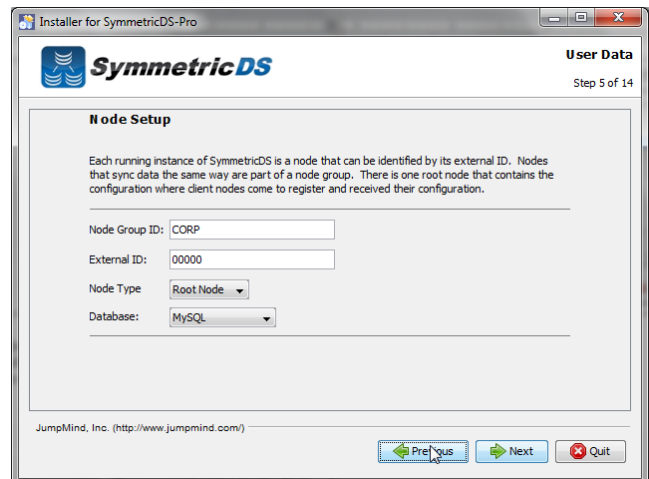 Installer for SymmetricDS-Pro
SymmetricDS
User Data
Step 5 of 14
Node Setup
Each running instance of SymmetricDS is a node that can be identified by its external ID. Nodes
that sync data the same way are part of a node group. There is one root node that contains the
configuration where client nodes come to register and received their configuration.
Node Group ID: CORP
External ID: 00000
Node Type Root Node
Database: MySQL
JumpMind, Inc. (http://www.jumpmind.com/)
Previous Next Quit